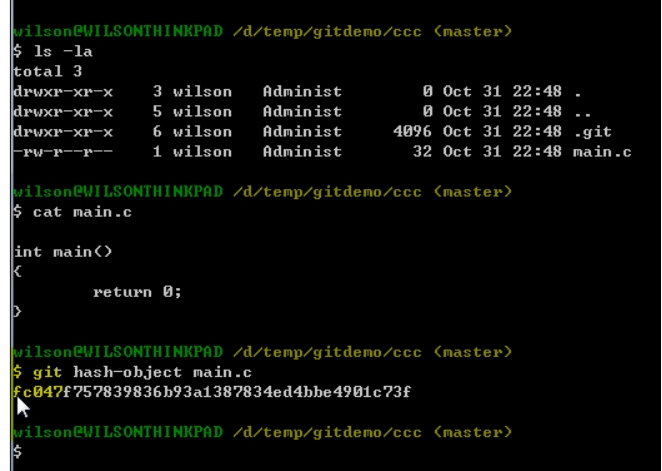 wilson@WILSONTHINKPAD /d/temp/gitdemo/ccc (master)
$ ls -la
total 3
drwxr-xr-x    3 wilson   Administ        0 Oct 31 22:48 .
drwxr-xr-x    5 wilson   Administ        0 Oct 31 22:48 ..
drwxr-xr-x    6 wilson   Administ     4096 Oct 31 22:48 .git
-rw-r--r--    1 wilson   Administ       32 Oct 31 22:48 main.c
wilson@WILSONTHINKPAD /d/temp/gitdemo/ccc (master)
$ cat main.c
int main()
{
        return 0;
}
wilson@WILSONTHINKPAD /d/temp/gitdemo/ccc (master)
$ git hash-object main.c
fc047f757839836b93a1387834ed4bbe4901c73f
wilson@WILSONTHINKPAD /d/temp/gitdemo/ccc (master)
$